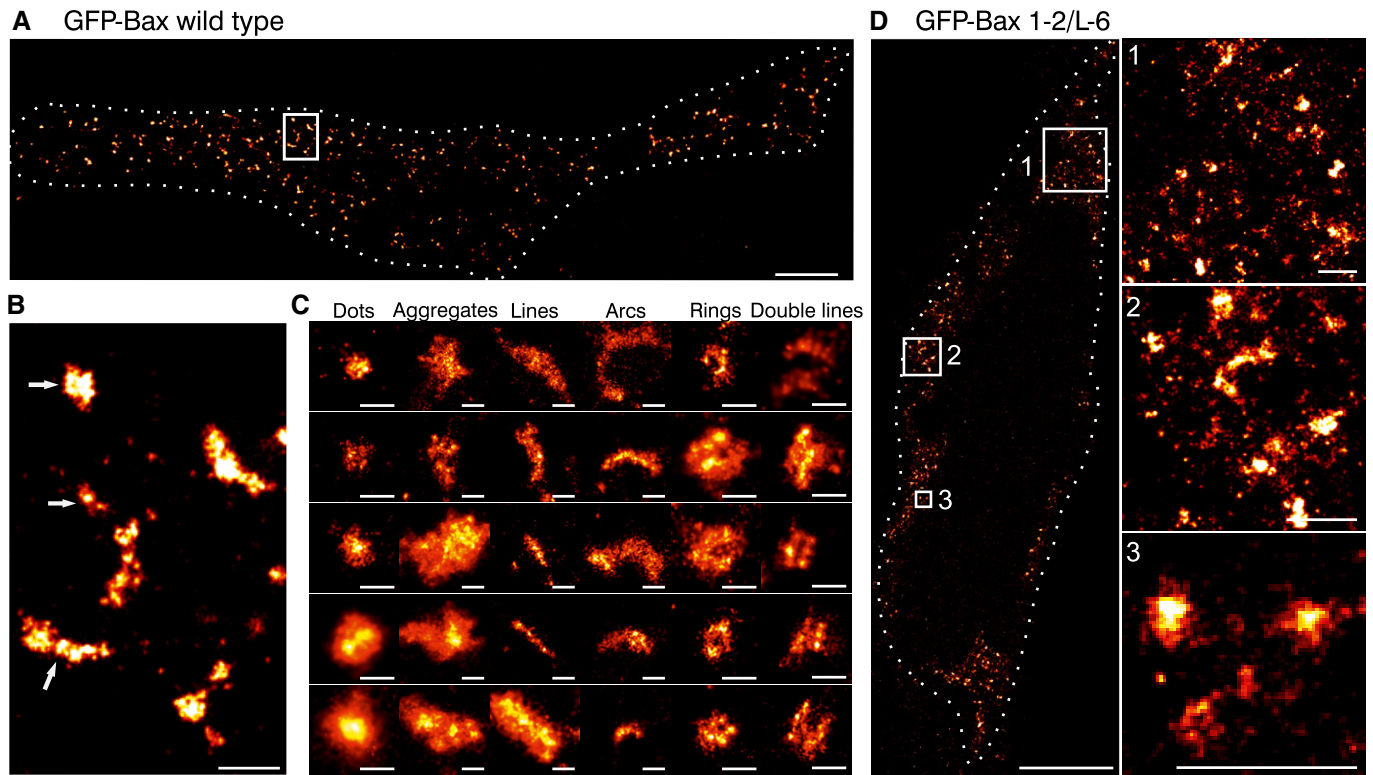 A GFP-Bax wild type
B
C Dots Aggregates Lines Arcs Rings Double lines
D GFP-Bax 1-2/L-6
1
2
3
1
2
3